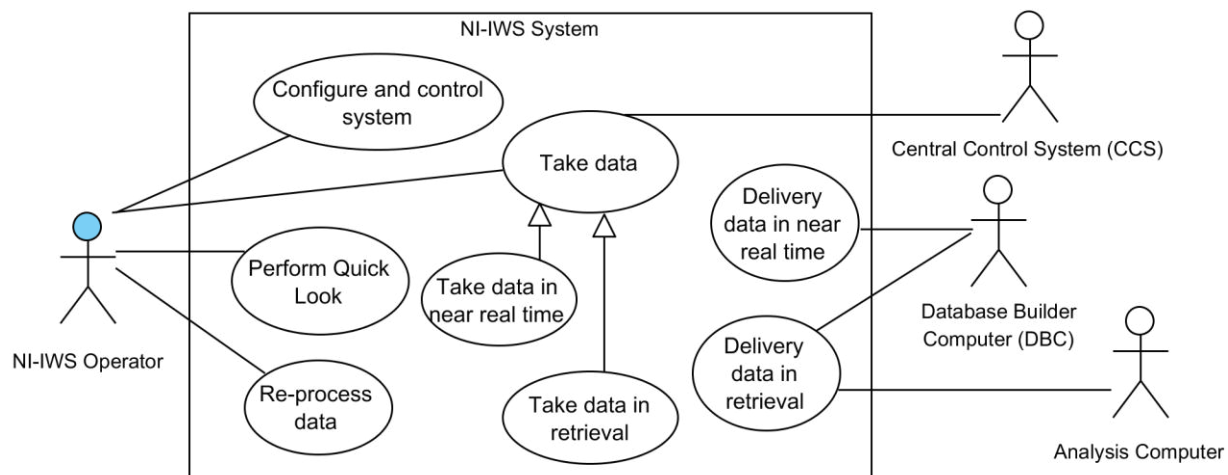 NI-IWS System
Configure and control
system
Take data
Central Control System (CCS)
Delivery
data in near
real time
Perform Quick
Look
Take data in
near real time
Database Builder
Computer (DBC)
NI-IWS Operator
Delivery
data in
retrieval
Re-process
data
Take data in
retrieval
Analysis Computer